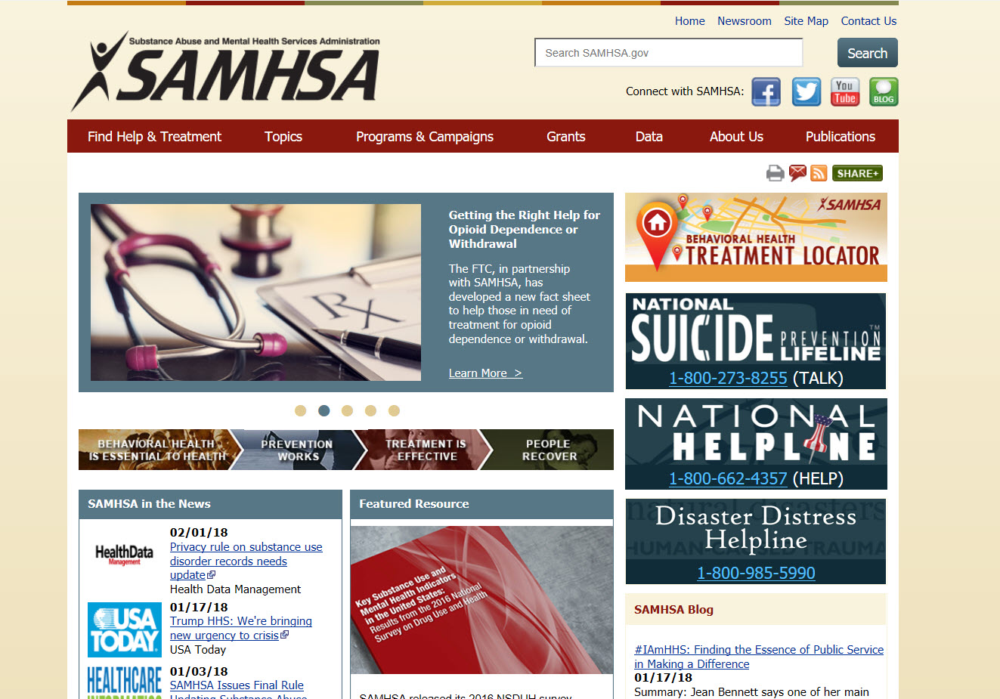 Home Newsroom Site Map Contact Us
Substance Abuse and Mental Health Services Administration
SAMHSA
Search SAMHSA.gov
Search
Connect with SAMHSA:
You
Tube
BLOG
Find Help & Treatment Topics Programs & Campaigns Grants Data About Us Publications
SHARE+
Getting the Right Help for
Opioid Dependence or
Withdrawal
The FTC, in partnership
with SAMHSA, has
developed a new fact sheet
to help those in need of
treatment for opioid
dependence or withdrawal.
Learn More >
RX
BEHAVIORAL HEALTH
IS ESSENTIAL TO HEALTH
PREVENTION
WORKS
TREATMENT IS
EFFECTIVE
PEOPLE
RECOVER
SAMHSA in the News
HealthData
Management
02/01/18
Privacy rule on substance use
disorder records needs
update
Health Data Management
USA
TODAY
01/17/18
Trump HHS: We're bringing
new urgency to crisis
USA Today
HEALTHCARE
01/03/18
SAMHSA Issues Final Rule
Updating Substance Abuse
Featured Resource
Key Substance Use and
Mental Health Indicators
in the United States:
Results from the 2016 National
Survey on Drug Use and Health
SAMHSA released its 2016 NSDUH survey
SAMHSA
BEHAVIORAL HEALTH
TREATMENT LOCATOR
NATIONAL
SUICIDE PREVENTION
LIFELINE™
1-800-273-8255 (TALK)
NATIONAL
HELPLINE
1-800-662-4357 (HELP)
natural disasters
HUMAN-CAUSED TRAUMA
Disaster Distress
Helpline
1-800-985-5990
SAMHSA Blog
#IAmHHS: Finding the Essence of Public Service
in Making a Difference
01/17/18
Summary: Jean Bennett says one of her main